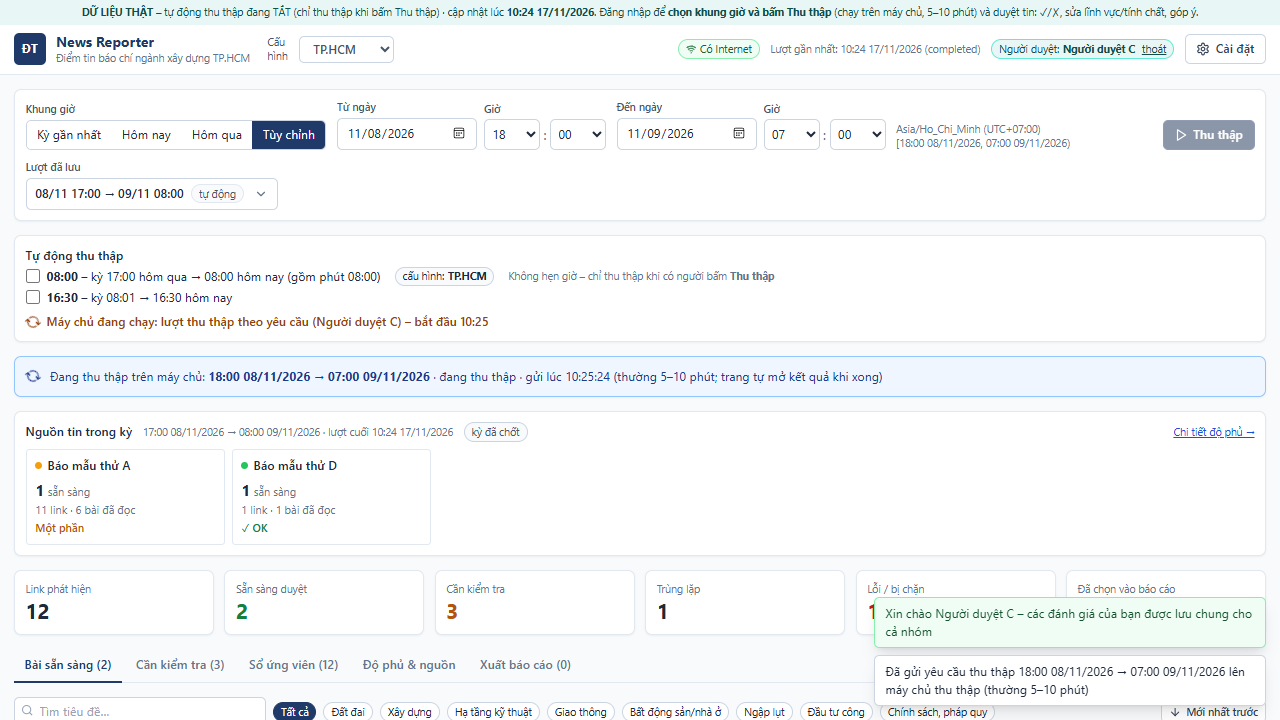 DỮ LIỆU THẬT – tự động thu thập đang TẮT (chỉ thu thập khi bấm Thu thập) · cập nhật lúc 10:24 17/11/2026. Đăng nhập để chọn khung giờ và bấm Thu thập (chạy trên máy chủ, 5–10 phút) và duyệt tin: ✓/X, sửa lĩnh vực/tính chất, góp ý.
ĐT
News Reporter
Điểm tin báo chí ngành xây dựng TP.HCM
Cấu hình
TP.HCM
Có Internet
Lượt gần nhất: 10:24 17/11/2026 (completed)
Người duyệt: Người duyệt C thoát
Cài đặt
Khung giờ
Kỳ gần nhất
Hôm nay
Hôm qua
Tùy chỉnh
Từ ngày
11/08/2026
Giờ
18 : 00
Đến ngày
11/09/2026
Giờ
07 : 00
Asia/Ho_Chi_Minh (UTC+07:00)
[18:00 08/11/2026, 07:00 09/11/2026)
Thu thập
Lượt đã lưu
08/11 17:00 → 09/11 08:00 tự động
Tự động thu thập
08:00 – kỳ 17:00 hôm qua → 08:00 hôm nay (gồm phút 08:00) cấu hình: TP.HCM Không hẹn giờ – chỉ thu thập khi có người bấm Thu thập
16:30 – kỳ 08:01 → 16:30 hôm nay
Máy chủ đang chạy: lượt thu thập theo yêu cầu (Người duyệt C) – bắt đầu 10:25
Đang thu thập trên máy chủ: 18:00 08/11/2026 → 07:00 09/11/2026 · đang thu thập · gửi lúc 10:25:24 (thường 5–10 phút; trang tự mở kết quả khi xong)
Nguồn tin trong kỳ 17:00 08/11/2026 → 08:00 09/11/2026 · lượt cuối 10:24 17/11/2026 kỳ đã chốt
Chi tiết độ phủ →
Báo mẫu thử A
1 sẵn sàng
11 link · 6 bài đã đọc
Một phần
Báo mẫu thử D
1 sẵn sàng
1 link · 1 bài đã đọc
✓ OK
Link phát hiện
12
Sẵn sàng duyệt
2
Cần kiểm tra
3
Trùng lặp
1
Lỗi / bị chặn
Đã chọn vào báo cáo
Xin chào Người duyệt C – các đánh giá của bạn được lưu chung cho
cả nhóm
Bài sẵn sàng (2)
Cần kiểm tra (3)
Sổ ứng viên (12)
Độ phủ & nguồn
Xuất báo cáo (0)
Đã gửi yêu cầu thu thập 18:00 08/11/2026 → 07:00 09/11/2026 lên
máy chủ thu thập (thường 5–10 phút)
Tìm tiêu đề...
Tất cả
Đất đai
Xây dựng
Hạ tầng kỹ thuật
Giao thông
Bất động sản/nhà ở
Ngập lụt
Đầu tư công
Chính sách, pháp quy
Mới nhất trước